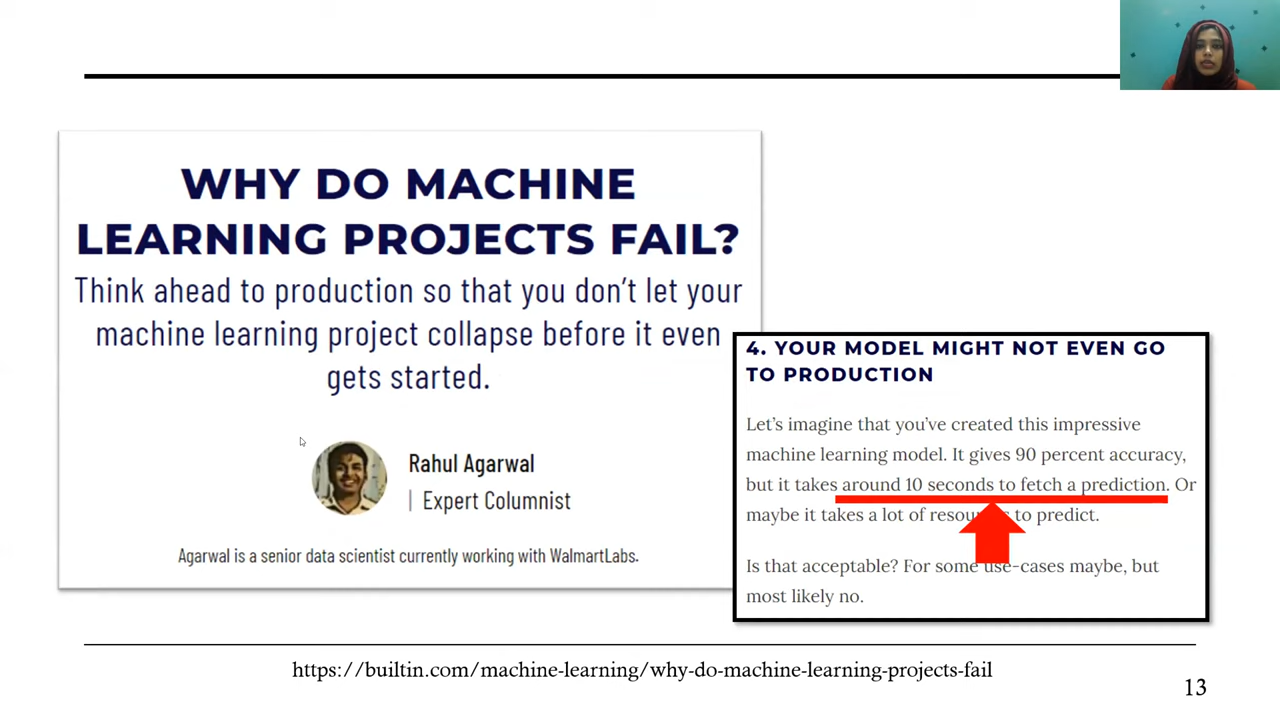 WHY DO MACHINE
LEARNING PROJECTS FAIL?
Think ahead to production so that you don't let your
machine learning project collapse before it even
gets started.
Rahul Agarwal
| Expert Columnist
Agarwal is a senior data scientist currently working with WalmartLabs.
4. YOUR MODEL MIGHT NOT EVEN GO
TO PRODUCTION
Let's imagine that you've created this impressive
machine learning model. It gives 90 percent accuracy,
but it takes around 10 seconds to fetch a prediction. Or
maybe it takes a lot of to predict.
Is that acceptable? For some use-cases maybe, but
most likely no.
https://builtin.com/machine-learning/why-do-machine-learning-projects-fail
13